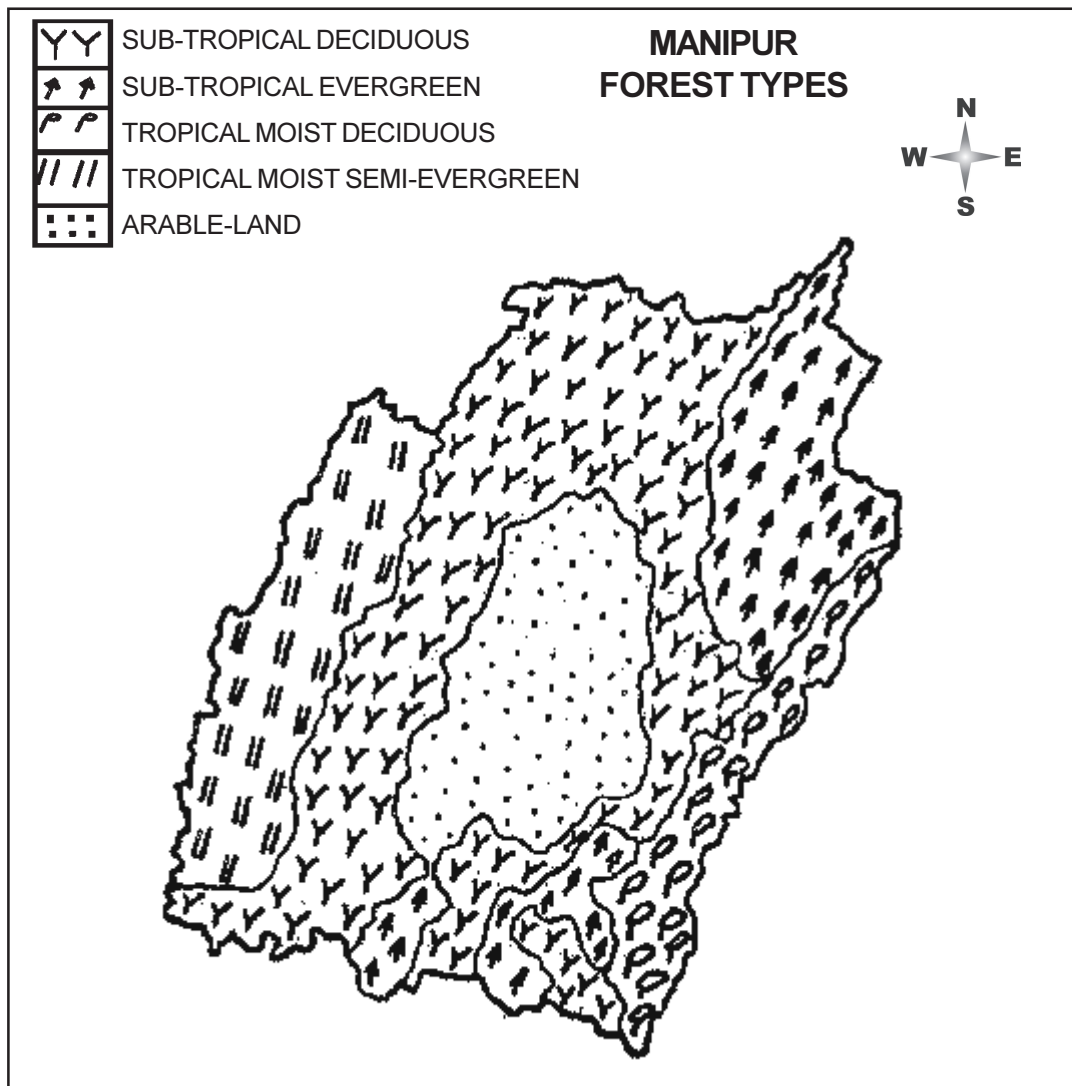 SUB-TROPICAL DECIDUOUS
SUB-TROPICAL EVERGREEN
TROPICAL MOIST DECIDUOUS
TROPICAL MOIST SEMI-EVERGREEN
ARABLE-LAND
MANIPUR
FOREST TYPES
N
W E
S